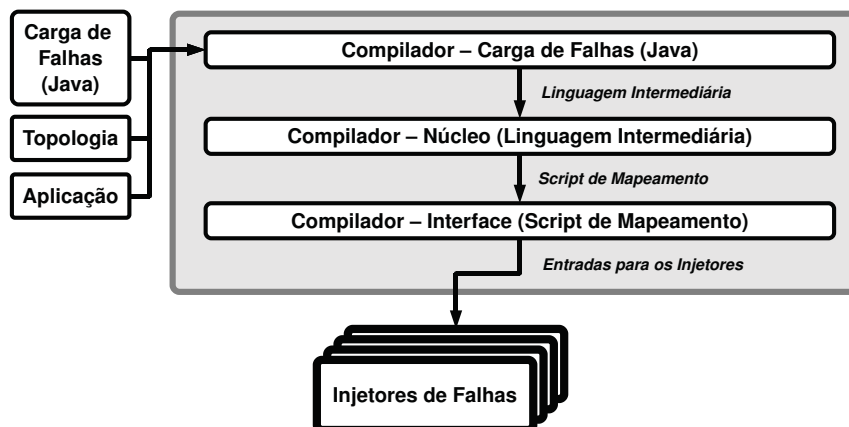 Carga de
Falhas
(Java)
Topologia
Aplicação
Compilador – Carga de Falhas (Java)
Linguagem Intermediária
Compilador – Núcleo (Linguagem Intermediária)
Script de Mapeamento
Compilador – Interface (Script de Mapeamento)
Entradas para os Injetores
Injetores de Falhas